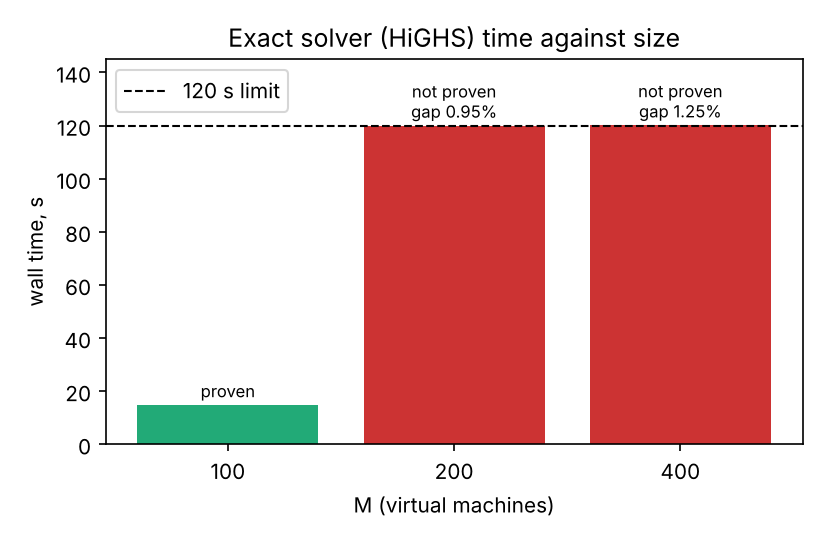 Exact solver (HiGHS) time against size
120 s limit
not proven
gap 0.95%
not proven
gap 1.25%
proven
wall time, s
140
120
100
80
60
40
20
0
100
200
400
M (virtual machines)